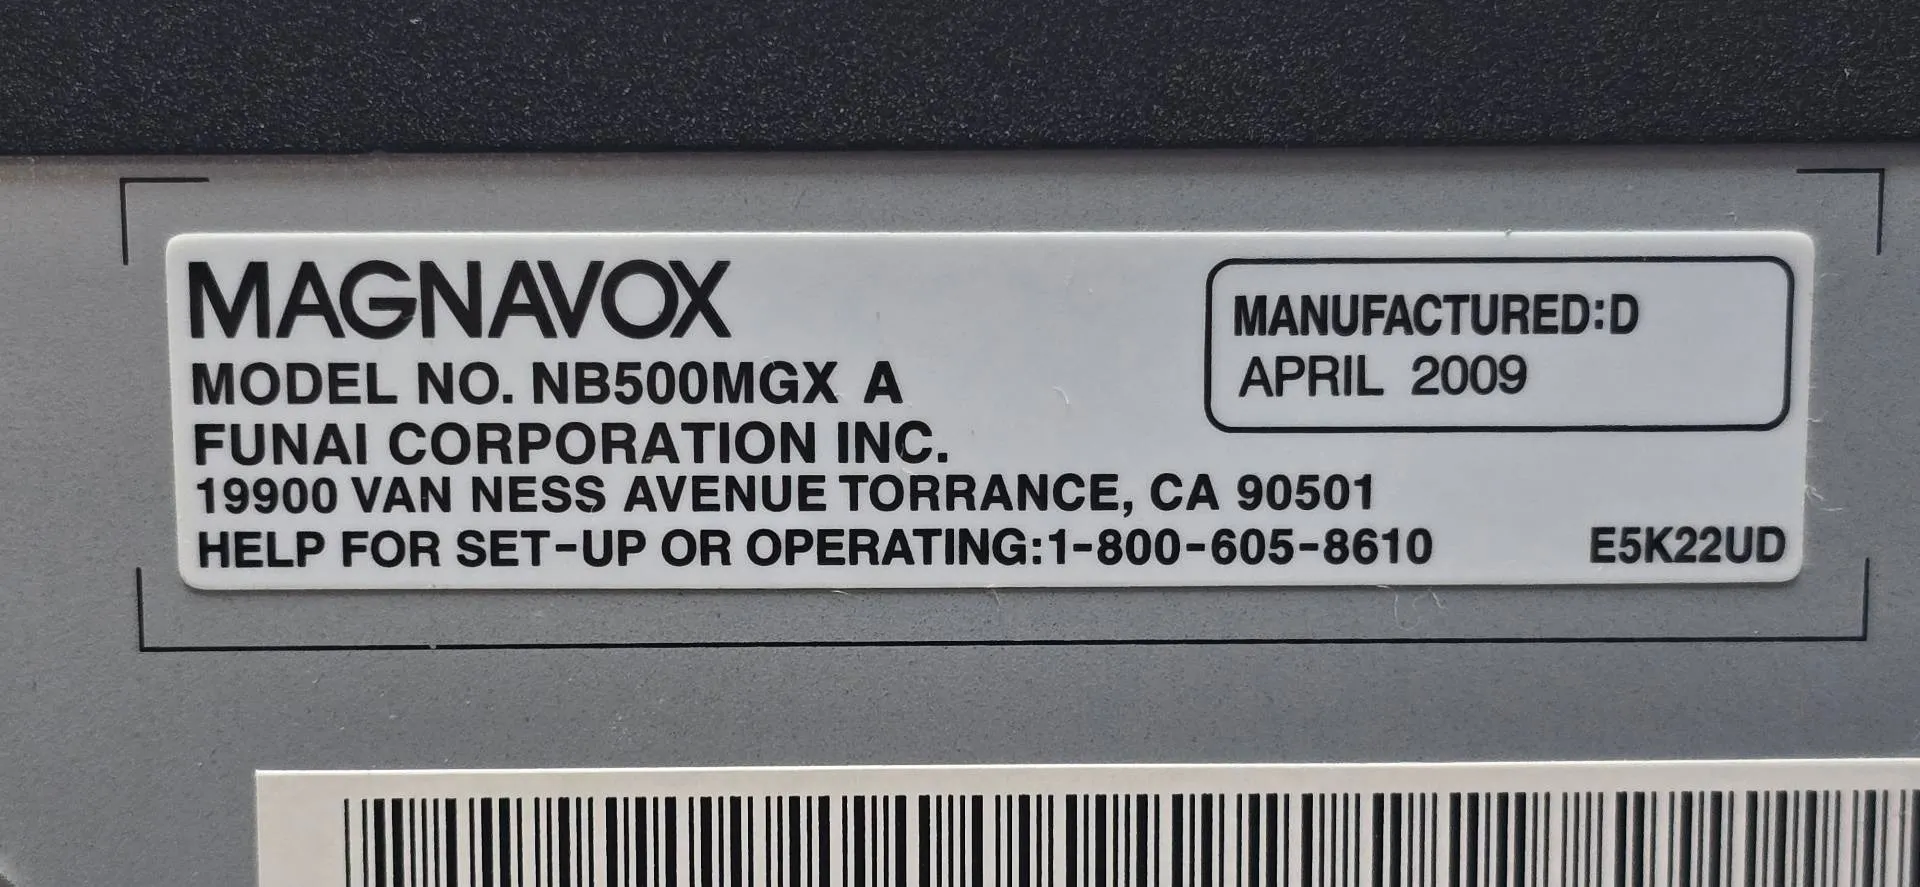 MAGNAVOX
MODEL NO. NB500MGX A
FUNAI CORPORATION INC.
19900 VAN NESS AVENUE TORRANCE, CA 90501
HELP FOR SET-UP OR OPERATING:1-800-605-8610
MANUFACTURED:D
APRIL 2009
E5K22UD